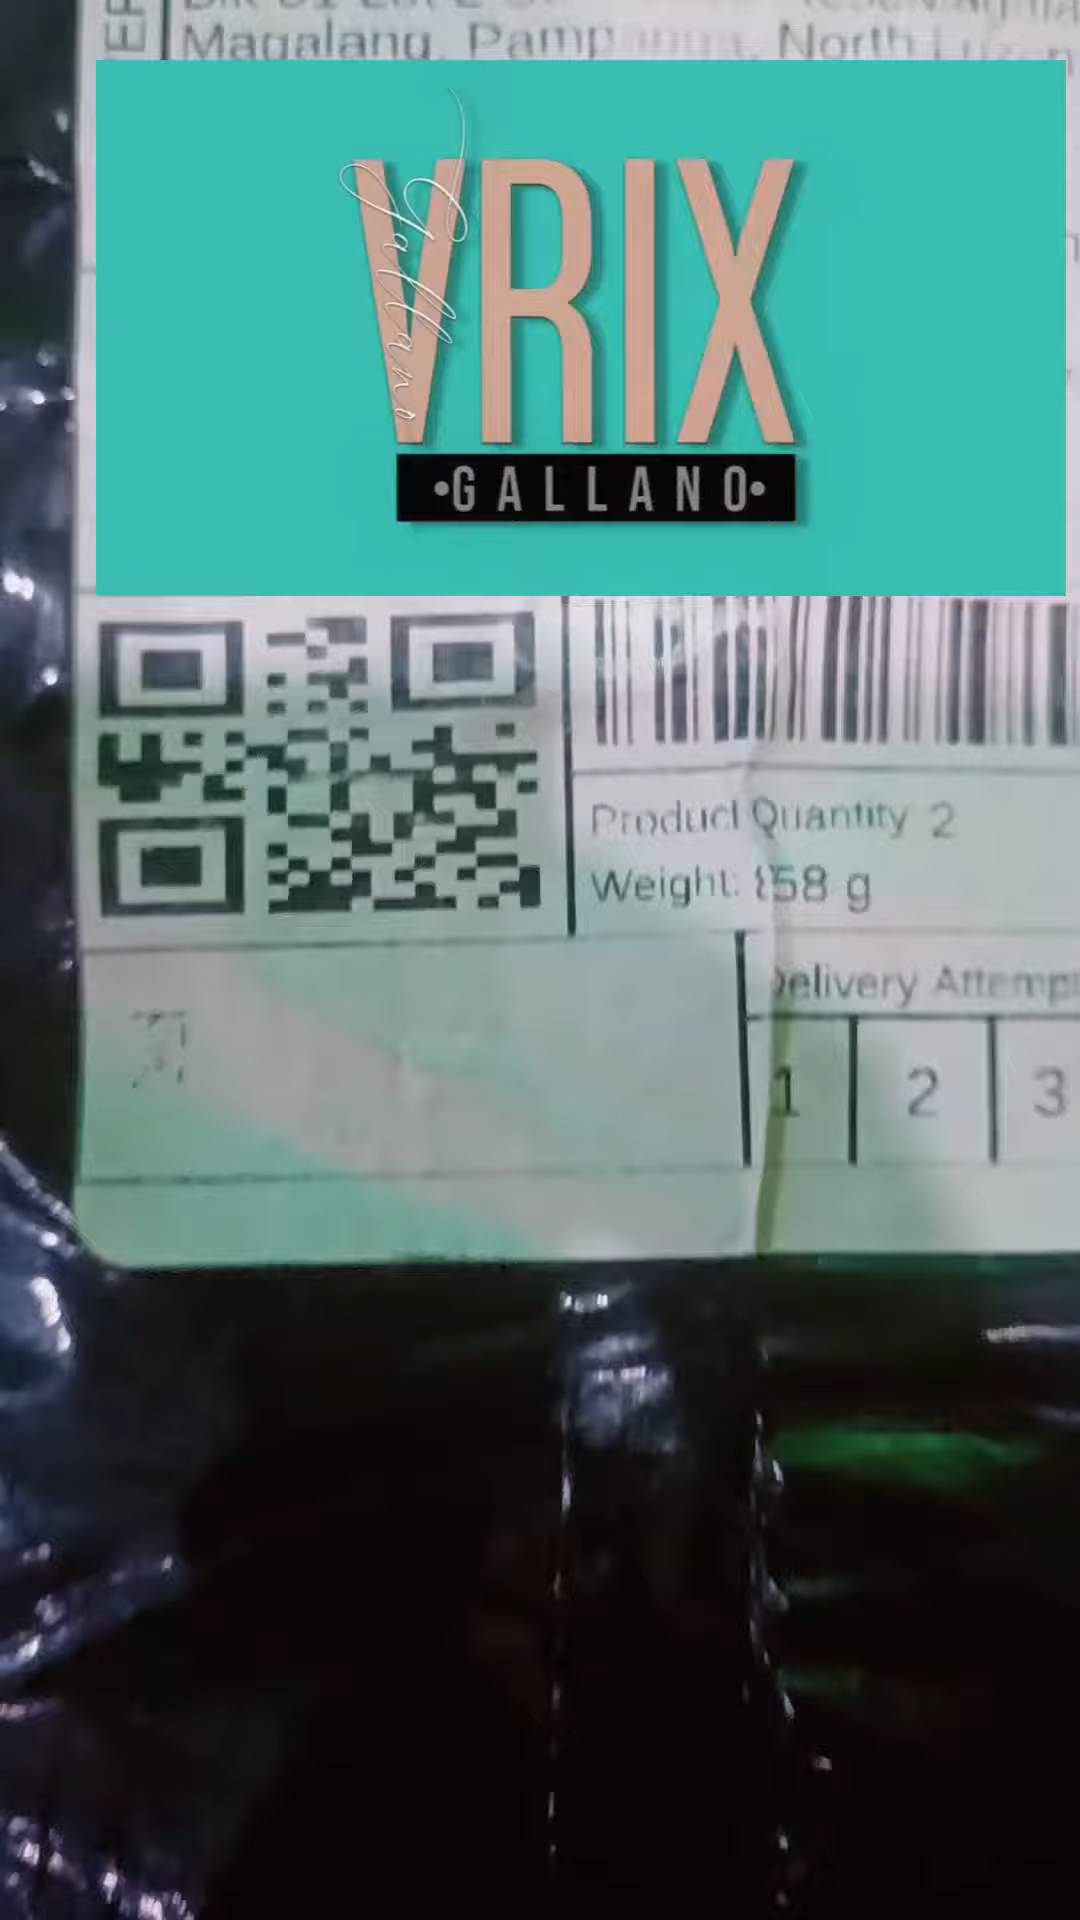 Magalang, Pampanga, North Luzon
VRIX
Gallano
•GALLANO•
Product Quantity 2
Weight: 858 g
Delivery Attempt
1 2 3